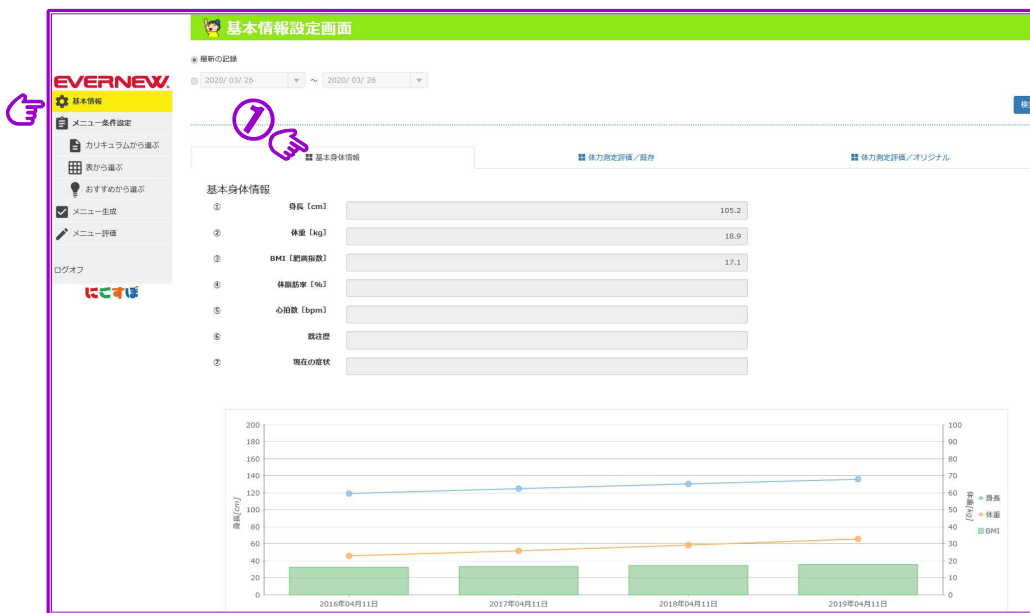 基本情報設定画面
最新の記録
2020/ 03/ 26 ～ 2020/ 03/ 26
EVERNEW.
基本情報
メニュー条件設定
カリキュラムから選ぶ
表から選ぶ
おすすめから選ぶ
メニュー生成
メニュー評価
ログオフ
にこすぽ
①
基本身体情報
体力測定評価／既存
体力測定評価／オリジナル
基本身体情報
① 身長 [cm] 105.2
② 体重 [kg] 18.9
③ BMI [肥満指数] 17.1
④ 体脂肪率 [%]
⑤ 心拍数 [bpm]
⑥ 既往歴
⑦ 現在の症状
200 100
180 90
160 80
140 70
120 60
100 50
80 40
60 30
40 20
20 10
0 0
身長[cm]
体重[kg]
身長
体重
BMI
2016年04月11日 2017年04月11日 2018年04月11日 2019年04月11日